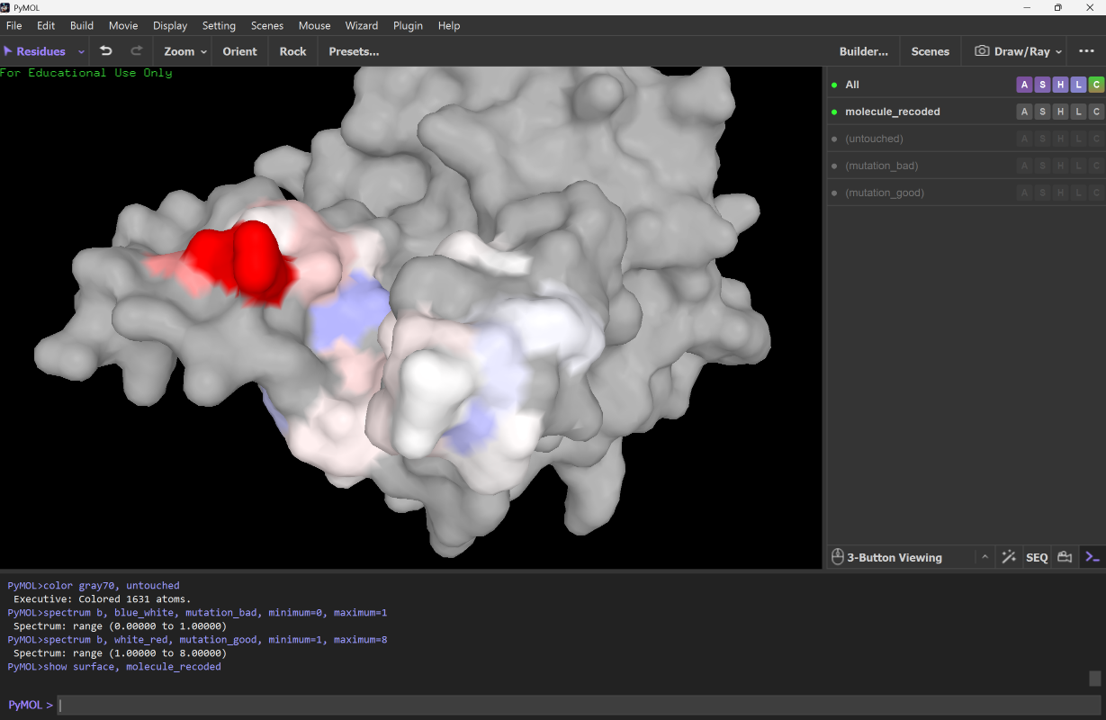 PyMOL
File Edit Build Movie Display Setting Scenes Mouse Wizard Plugin Help
Residues Zoom Orient Rock Presets... Builder... Scenes Draw/Ray
For Educational Use Only
All A S H L C
molecule_recoded A S H L C
(untouched) A S H L C
(mutation_bad) A S H L C
(mutation_good) A S H L C
3-Button Viewing SEQ
PyMOL>color gray70, untouched
Executive: Colored 1631 atoms.
PyMOL>spectrum b, blue_white, mutation_bad, minimum=0, maximum=1
Spectrum: range (0.00000 to 1.00000)
PyMOL>spectrum b, white_red, mutation_good, minimum=1, maximum=8
Spectrum: range (1.00000 to 8.00000)
PyMOL>show surface, molecule_recoded
PyMOL >